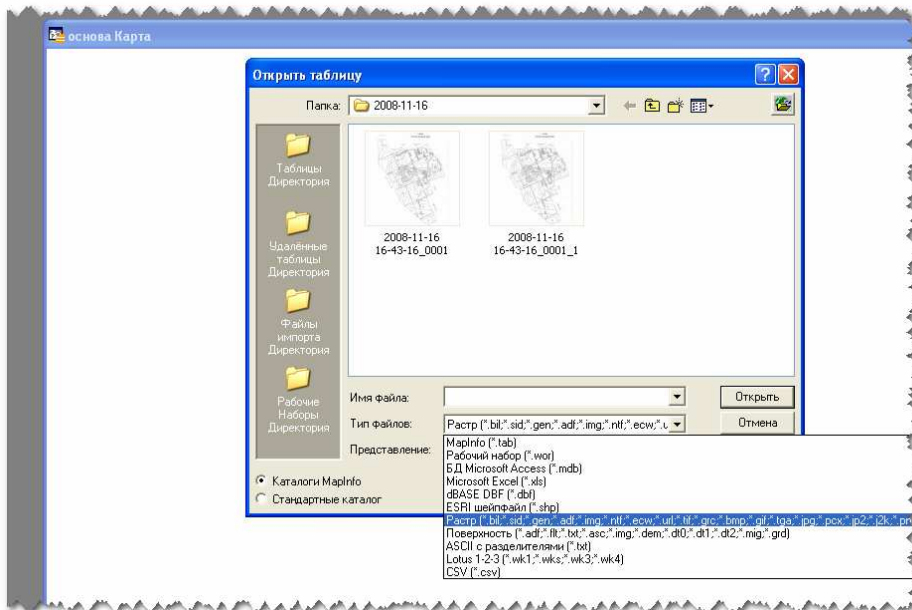 основа Карта
Открыть таблицу
Папка:
2008-11-16
Таблицы
Директория
Удалённые
таблицы
Директория
Файлы
импорта
Директория
Рабочие
Наборы
Директория
2008-11-16
16-43-16_0001
2008-11-16
16-43-16_0001_1
Имя файла:
Открыть
Тип файлов:
Растр (*.bil;*.sid;*.gen;*.adf;*.img;*.ntf;*.ecw;*.u
Отмена
Представление:
MapInfo (*.tab)
Рабочий набор (*.wor)
БД Microsoft Access (*.mdb)
Microsoft Excel (*.xls)
dBASE DBF (*.dbf)
ESRI шейпфайл (*.shp)
Растр (*.bil;*.sid;*.gen;*.adf;*.img;*.ntf;*.ecw;*.url;*.tif;*.grc;*.bmp;*.gif;*.tga;*.jpg;*.pcx;*.jp2;*.j2k;*.pn
Поверхность (*.adf;*.flt;*.txt;*.asc;*.img;*.dem;*.dt0;*.dt1;*.dt2;*.mig;*.grd)
ASCII с разделителями (*.txt)
Lotus 1-2-3 (*.wk1;*.wks;*.wk3;*.wk4)
CSV (*.csv)
Каталоги MapInfo
Стандартные каталог